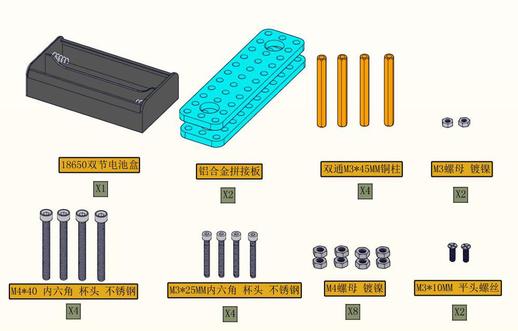 18650双节电池盒
X1
铝合金拼接板
X2
双通M3*45MM铜柱
X4
M3螺母 镀镍
X2
M4*40 内六角 杯头 不锈钢
X4
M3*25MM内六角 杯头 不锈钢
X4
M4螺母 镀镍
X8
M3*10MM 平头螺丝
X2